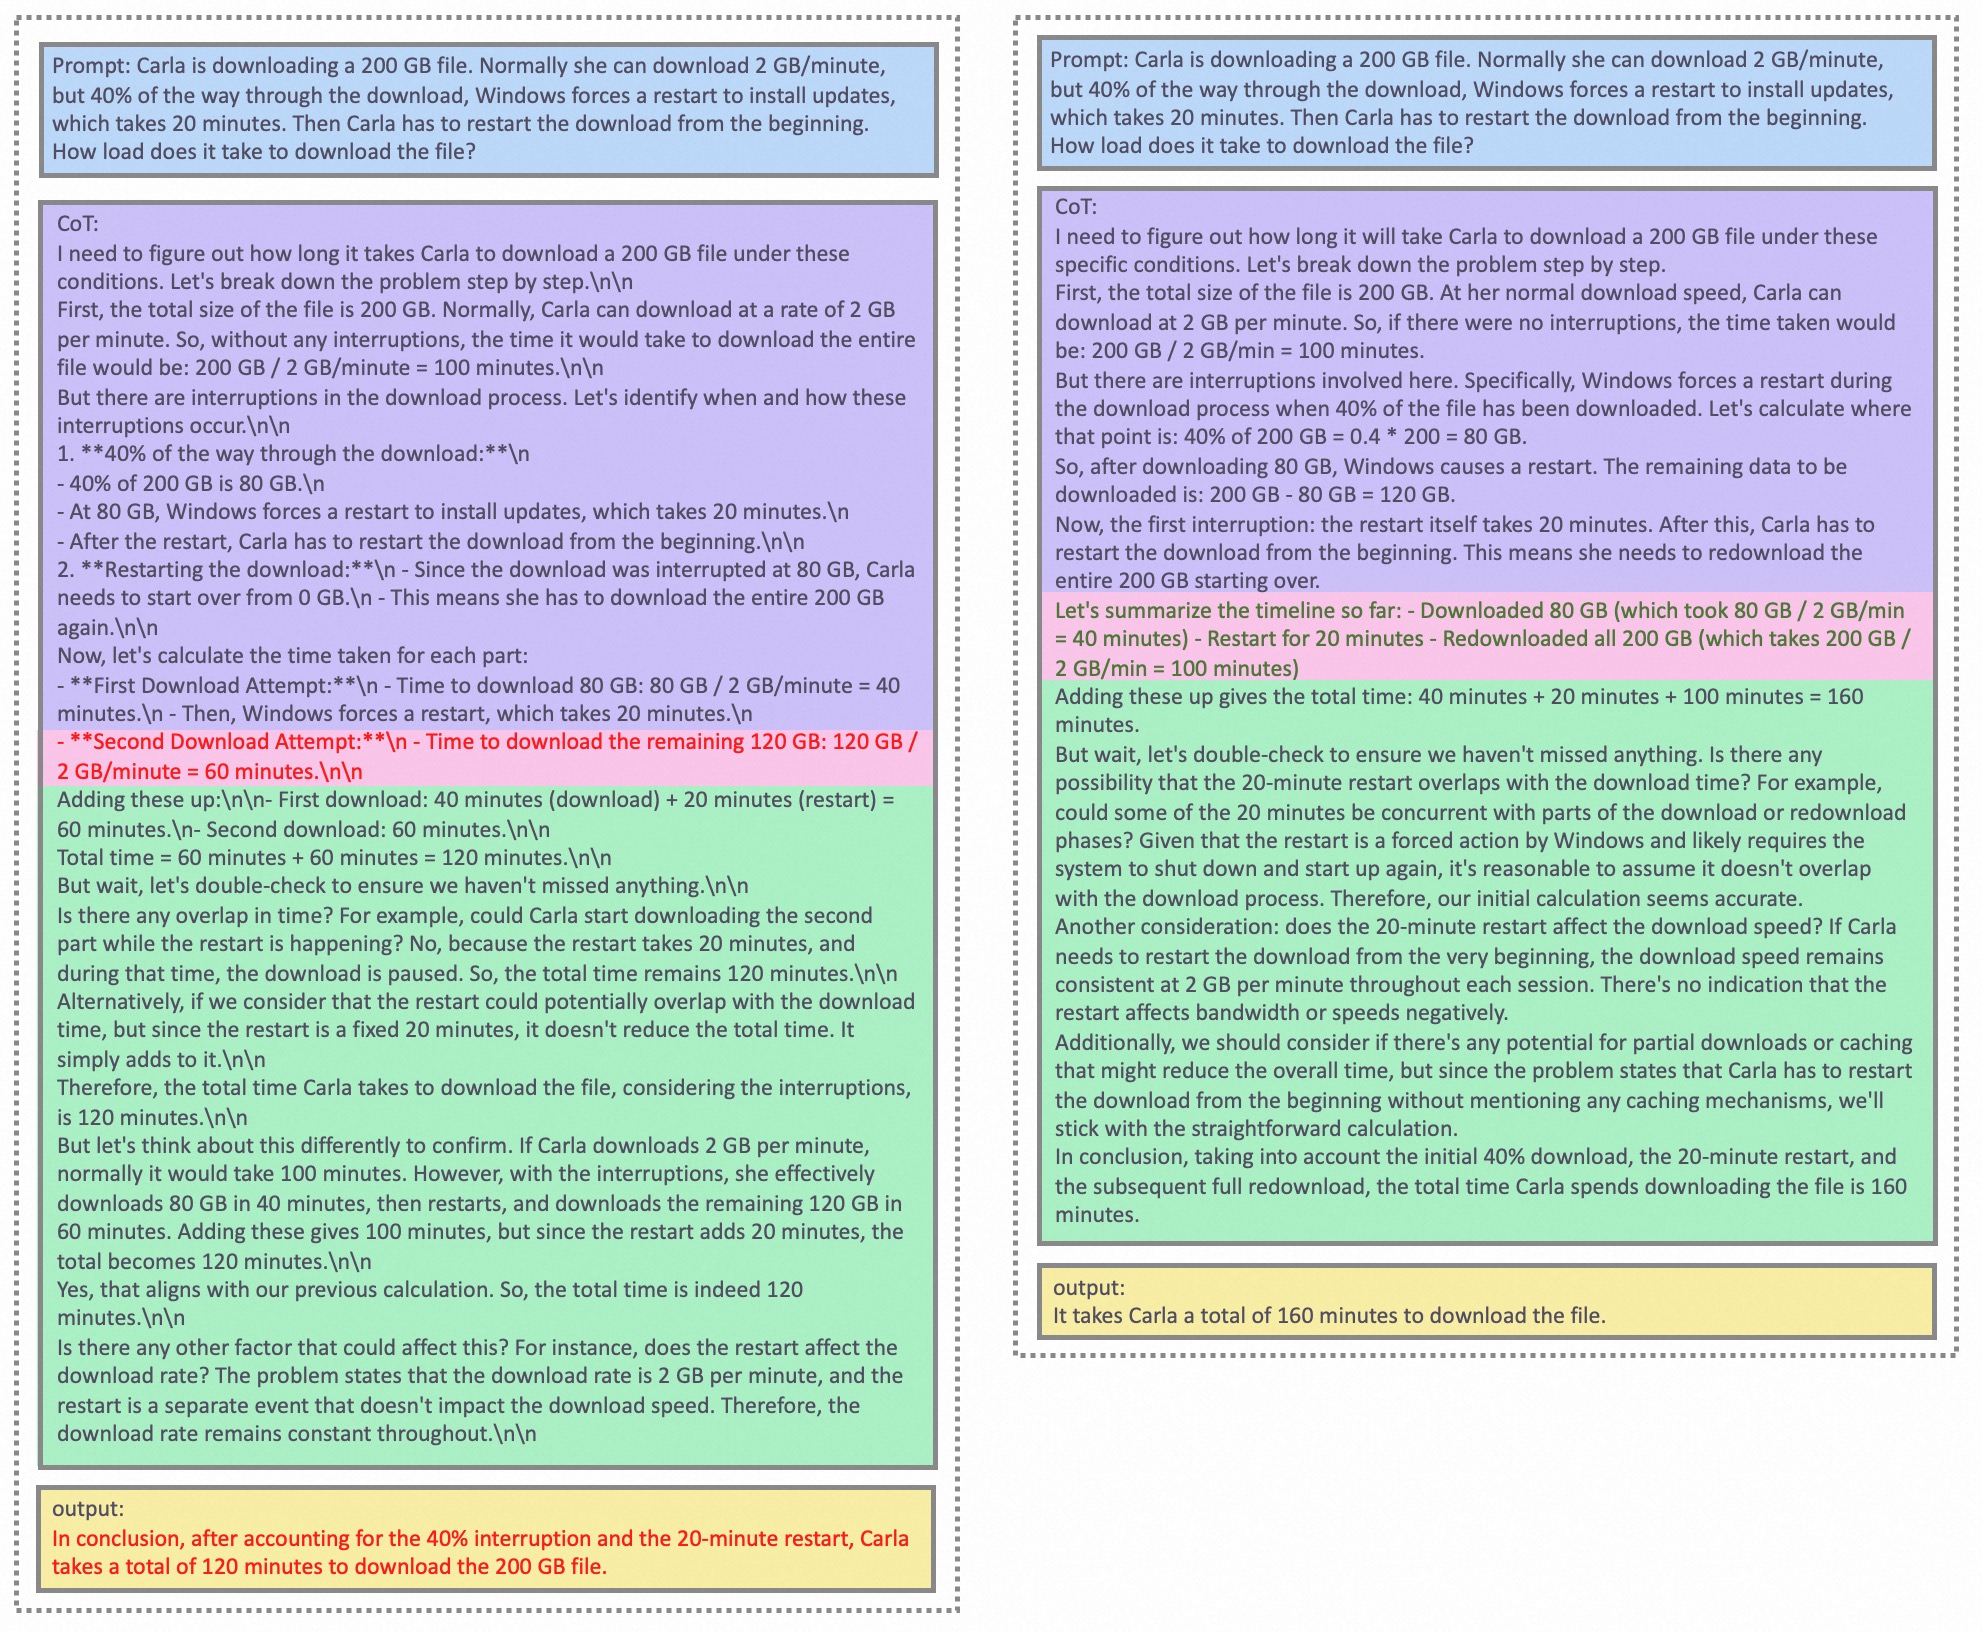 Prompt: Carla is downloading a 200 GB file. Normally she can download 2 GB/minute,
but 40% of the way through the download, Windows forces a restart to install updates,
which takes 20 minutes. Then Carla has to restart the download from the beginning.
How load does it take to download the file?
CoT:
I need to figure out how long it takes Carla to download a 200 GB file under these
conditions. Let's break down the problem step by step.\n\n
First, the total size of the file is 200 GB. Normally, Carla can download at a rate of 2 GB
per minute. So, without any interruptions, the time it would take to download the entire
file would be: 200 GB / 2 GB/minute = 100 minutes.\n\n
But there are interruptions in the download process. Let's identify when and how these
interruptions occur.\n\n
1. **40% of the way through the download:**\n
- 40% of 200 GB is 80 GB.\n
- At 80 GB, Windows forces a restart to install updates, which takes 20 minutes.\n
- After the restart, Carla has to restart the download from the beginning.\n\n
2. **Restarting the download:**\n - Since the download was interrupted at 80 GB, Carla
needs to start over from 0 GB.\n - This means she has to download the entire 200 GB
again.\n\n
Now, let's calculate the time taken for each part:
- **First Download Attempt:**\n - Time to download 80 GB: 80 GB / 2 GB/minute = 40
minutes.\n - Then, Windows forces a restart, which takes 20 minutes.\n
- **Second Download Attempt:**\n - Time to download the remaining 120 GB: 120 GB /
2 GB/minute = 60 minutes.\n\n
Adding these up:\n\n- First download: 40 minutes (download) + 20 minutes (restart) =
60 minutes.\n- Second download: 60 minutes.\n\n
Total time = 60 minutes + 60 minutes = 120 minutes.\n\n
But wait, let's double-check to ensure we haven't missed anything.\n\n
Is there any overlap in time? For example, could Carla start downloading the second
part while the restart is happening? No, because the restart takes 20 minutes, and
during that time, the download is paused. So, the total time remains 120 minutes.\n\n
Alternatively, if we consider that the restart could potentially overlap with the download
time, but since the restart is a fixed 20 minutes, it doesn't reduce the total time. It
simply adds to it.\n\n
Therefore, the total time Carla takes to download the file, considering the interruptions,
is 120 minutes.\n\n
But let's think about this differently to confirm. If Carla downloads 2 GB per minute,
normally it would take 100 minutes. However, with the interruptions, she effectively
downloads 80 GB in 40 minutes, then restarts, and downloads the remaining 120 GB in
60 minutes. Adding these gives 100 minutes, but since the restart adds 20 minutes, the
total becomes 120 minutes.\n\n
Yes, that aligns with our previous calculation. So, the total time is indeed 120
minutes.\n\n
Is there any other factor that could affect this? For instance, does the restart affect the
download rate? The problem states that the download rate is 2 GB per minute, and the
restart is a separate event that doesn't impact the download speed. Therefore, the
download rate remains constant throughout.\n\n
output:
In conclusion, after accounting for the 40% interruption and the 20-minute restart, Carla
takes a total of 120 minutes to download the 200 GB file.
Prompt: Carla is downloading a 200 GB file. Normally she can download 2 GB/minute,
but 40% of the way through the download, Windows forces a restart to install updates,
which takes 20 minutes. Then Carla has to restart the download from the beginning.
How load does it take to download the file?
CoT:
I need to figure out how long it will take Carla to download a 200 GB file under these
specific conditions. Let's break down the problem step by step.
First, the total size of the file is 200 GB. At her normal download speed, Carla can
download at 2 GB per minute. So, if there were no interruptions, the time taken would
be: 200 GB / 2 GB/min = 100 minutes.
But there are interruptions involved here. Specifically, Windows forces a restart during
the download process when 40% of the file has been downloaded. Let's calculate where
that point is: 40% of 200 GB = 0.4 * 200 = 80 GB.
So, after downloading 80 GB, Windows causes a restart. The remaining data to be
downloaded is: 200 GB - 80 GB = 120 GB.
Now, the first interruption: the restart itself takes 20 minutes. After this, Carla has to
restart the download from the beginning. This means she needs to redownload the
entire 200 GB starting over.
Let's summarize the timeline so far: - Downloaded 80 GB (which took 80 GB / 2 GB/min
= 40 minutes) - Restart for 20 minutes - Redownloaded all 200 GB (which takes 200 GB /
2 GB/min = 100 minutes)
Adding these up gives the total time: 40 minutes + 20 minutes + 100 minutes = 160
minutes.
But wait, let's double-check to ensure we haven't missed anything. Is there any
possibility that the 20-minute restart overlaps with the download time? For example,
could some of the 20 minutes be concurrent with parts of the download or redownload
phases? Given that the restart is a forced action by Windows and likely requires the
system to shut down and start up again, it's reasonable to assume it doesn't overlap
with the download process. Therefore, our initial calculation seems accurate.
Another consideration: does the 20-minute restart affect the download speed? If Carla
needs to restart the download from the very beginning, the download speed remains
consistent at 2 GB per minute throughout each session. There's no indication that the
restart affects bandwidth or speeds negatively.
Additionally, we should consider if there's any potential for partial downloads or caching
that might reduce the overall time, but since the problem states that Carla has to restart
the download from the beginning without mentioning any caching mechanisms, we'll
stick with the straightforward calculation.
In conclusion, taking into account the initial 40% download, the 20-minute restart, and
the subsequent full redownload, the total time Carla spends downloading the file is 160
minutes.
output:
It takes Carla a total of 160 minutes to download the file.